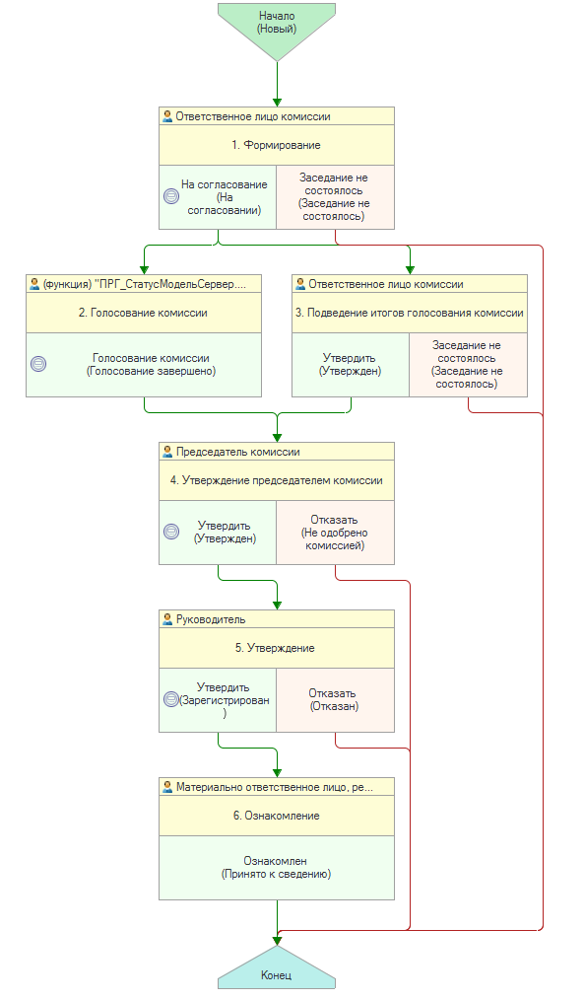 Начало
(Новый)
Ответственное лицо комиссии
1. Формирование
На согласование
(На
согласовании)
Заседание не
состоялось
(Заседание не
состоялось)
(функция) "ПРГ_СтатусМодельСервер....
2. Голосование комиссии
Голосование комиссии
(Голосование завершено)
Ответственное лицо комиссии
3. Подведение итогов голосования комиссии
Утвердить
(Утвержден)
Заседание не
состоялось
(Заседание не
состоялось)
Председатель комиссии
4. Утверждение председателем комиссии
Утвердить
(Утвержден)
Отказать
(Не одобрено
комиссией)
Руководитель
5. Утверждение
Утвердить
(Зарегистрирован
)
Отказать
(Отказан)
Материально ответственное лицо, ре...
6. Ознакомление
Ознакомлен
(Принято к сведению)
Конец